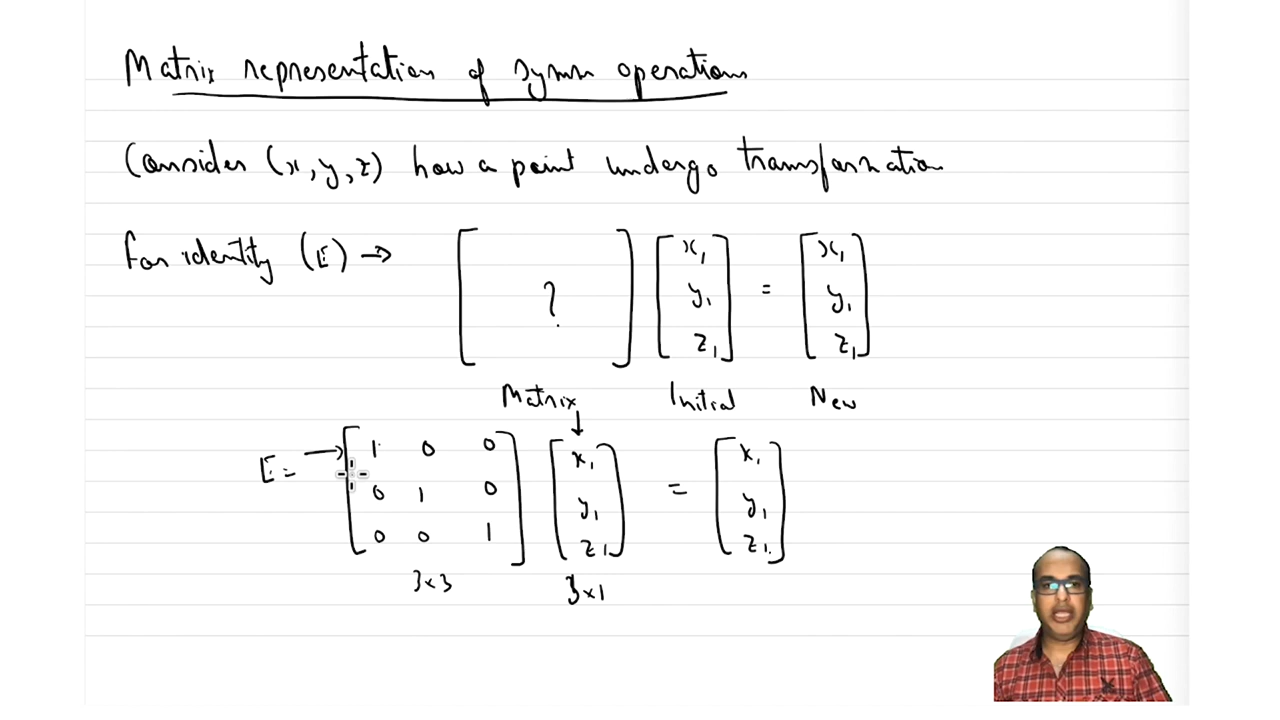 Matrix representation of symm operations
Consider (x, y, z) how a point undergo transformation
For identity (E) → [ ? ] [ x₁ y₁ z₁ ] = [ x₁ y₁ z₁ ]
Matrix Initial New
E = → [ 1 0 0 0 1 0 0 0 1 ] [ x₁ y₁ z₁ ] = [ x₁ y₁ z₁ ]
3×3 3×1